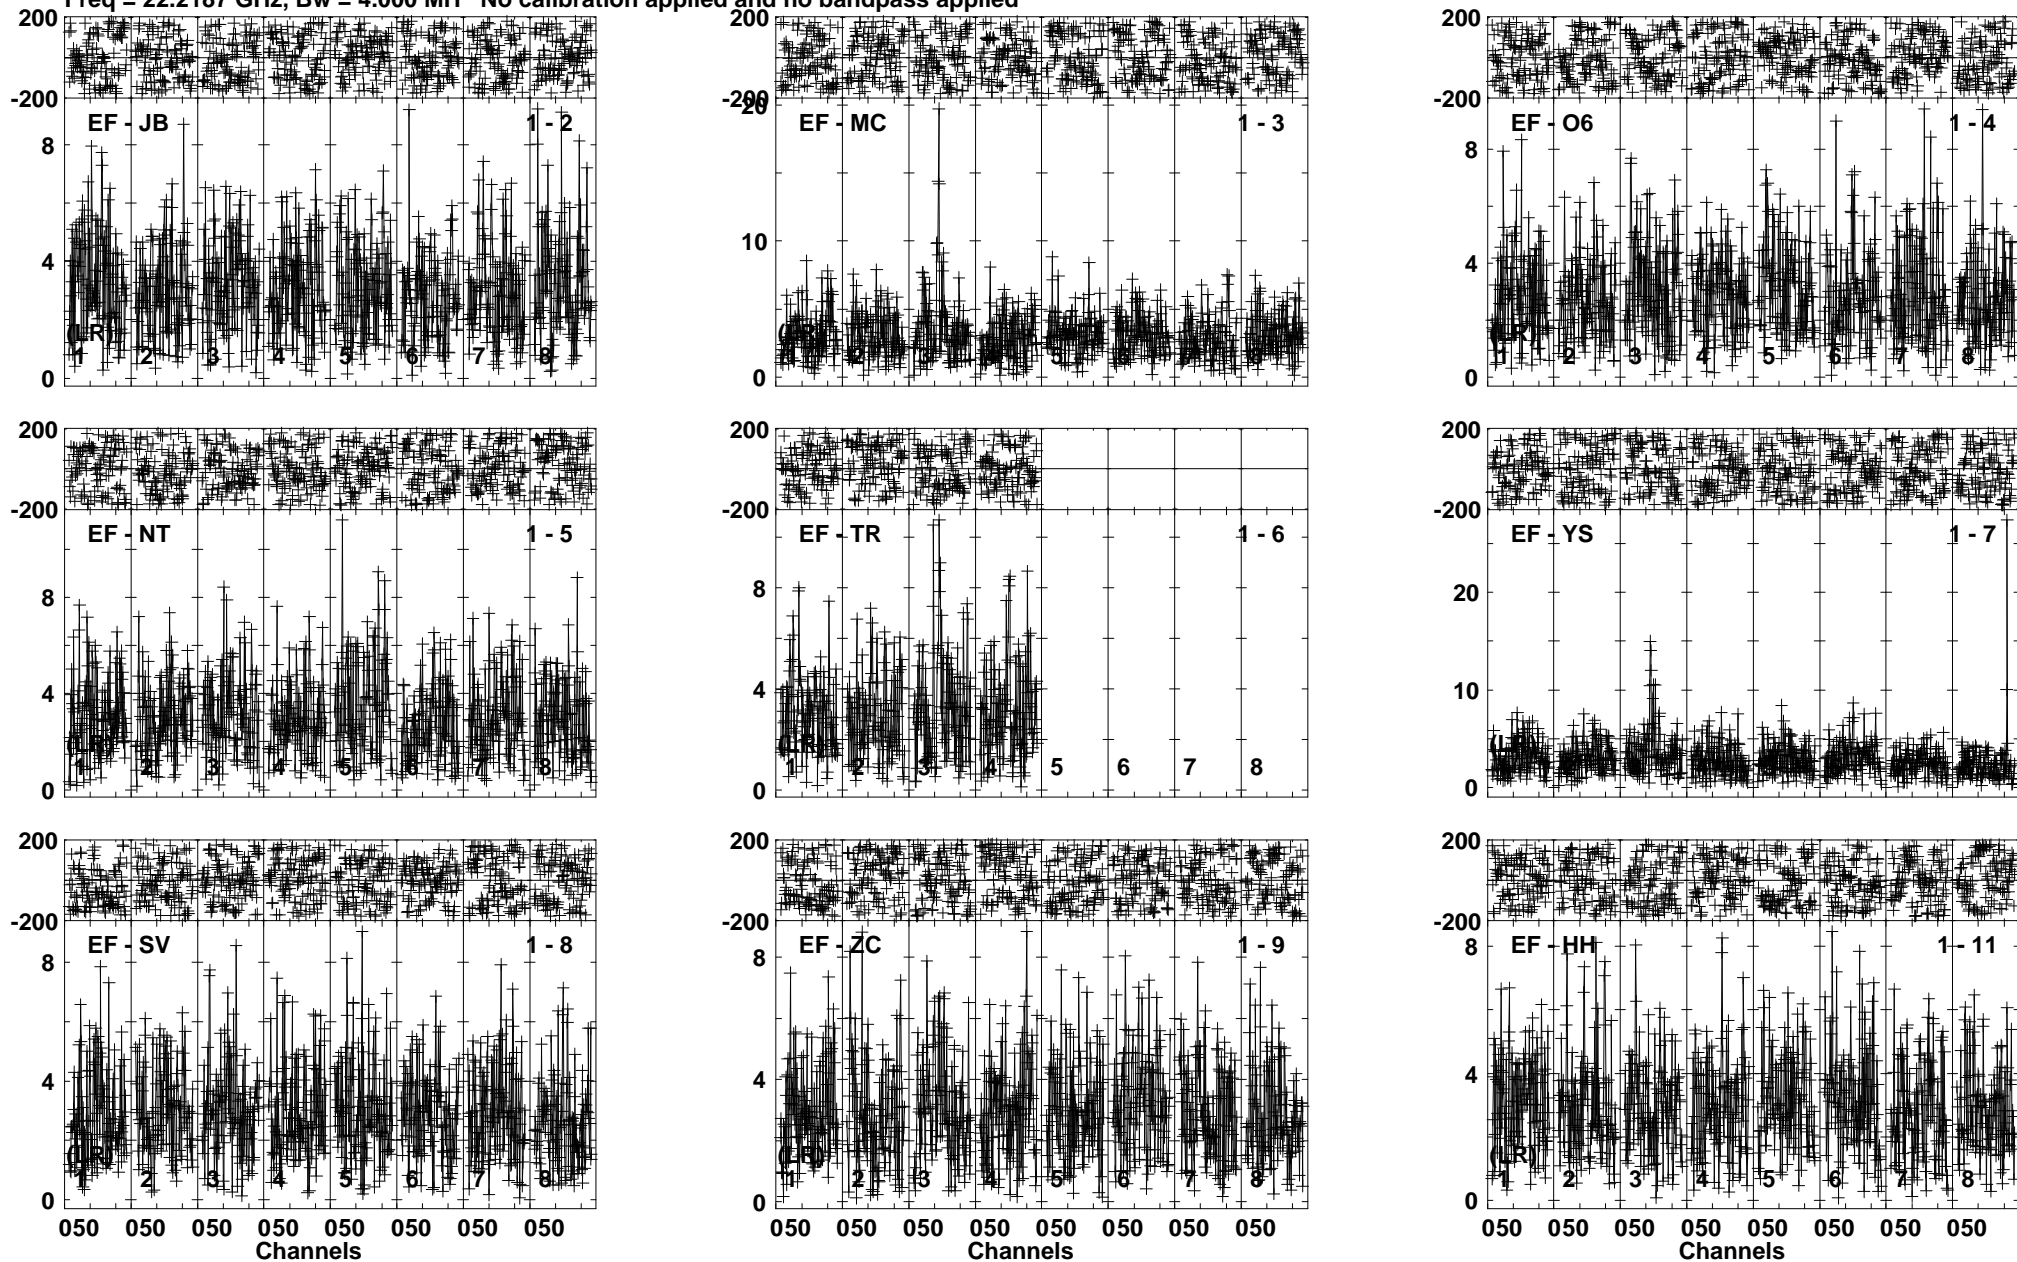 Freq = 22.2187 GHz, Bw = 4.000 MH No calibration applied and no bandpass applied
200 200 200
-200 -200 -200
20
EF - JB 1 - 2 EF - MC 1 - 3 EF - O6 1 - 4
8 8
10
4 4
(LR) (LR) (LR)
1 2 3 4 5 6 7 8 1 2 3 4 5 6 7 8 1 2 3 4 5 6 7 8
0 0 0
200 200 200
-200 -200 -200
EF - NT 1 - 5 EF - TR 1 - 6 EF - YS 1 - 7
8 8 20
4 4 10
(LR) (LR) (LR)
1 2 3 4 5 6 7 8 1 2 3 4 5 6 7 8
0 0 0
200 200 200
-200 -200 -200
EF - SV 1 - 8 EF - ZC 1 - 9 EF - HH 1 - 11
8 8 8
4 4 4
(LR) (LR) (LR)
1 2 3 4 5 6 7 8 1 2 3 4 5 6 7 8 1 2 3 4 5 6 7 8
0 0 0
050 050 050 050 050 050 050 050 050 050 050 050 050 050 050 050 050 050 050 050 050 050 050 050
Channels Channels Channels